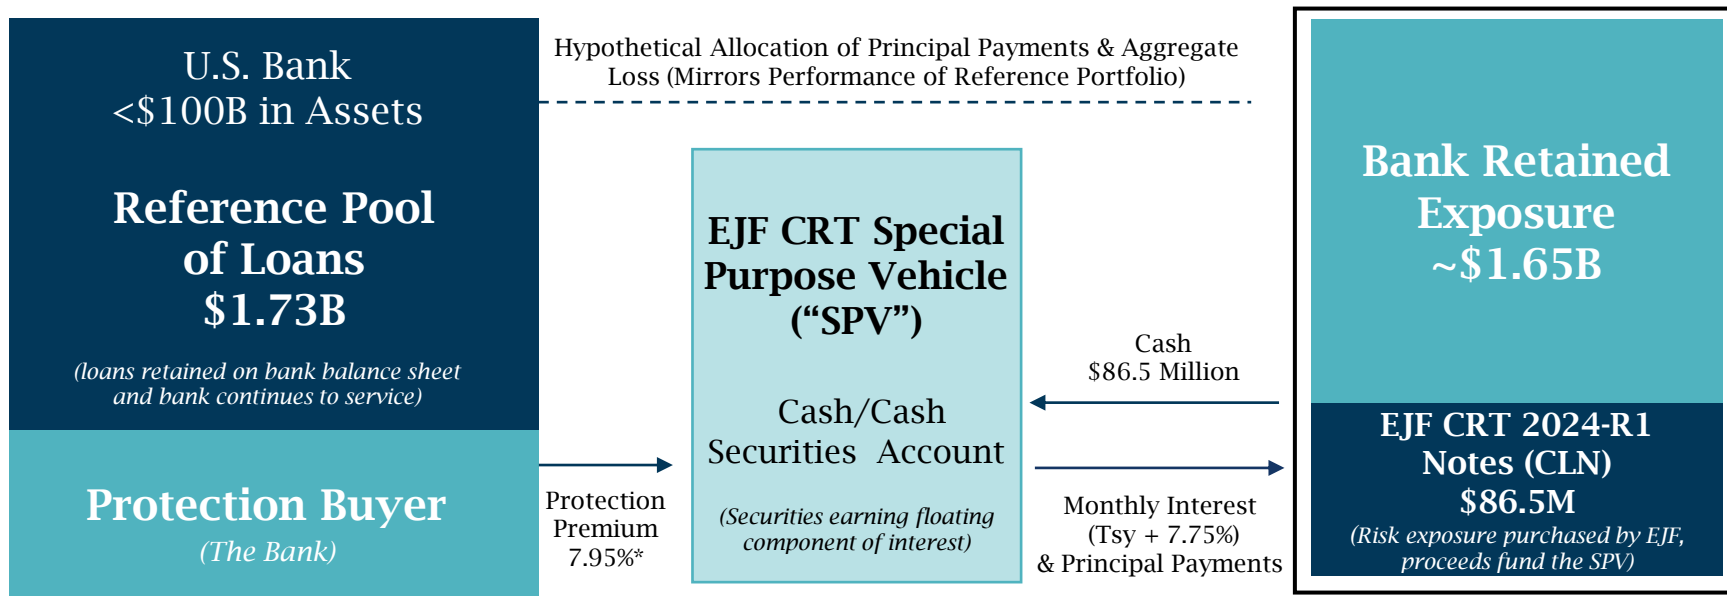 U.S. Bank
<$100B in Assets
Reference Pool
of Loans
$1.73B
(loans retained on bank balance sheet
and bank continues to service)
Protection Buyer
(The Bank)
Hypothetical Allocation of Principal Payments & Aggregate
Loss (Mirrors Performance of Reference Portfolio)
Protection
Premium
7.95%*
EJF CRT Special
Purpose Vehicle
(“SPV”)
Cash/Cash
Securities Account
(Securities earning floating
component of interest)
Cash
$86.5 Million
Monthly Interest
(Tsy + 7.75%)
& Principal Payments
Bank Retained
Exposure
~$1.65B
EJF CRT 2024-R1
Notes (CLN)
$86.5M
(Risk exposure purchased by EJF,
proceeds fund the SPV)